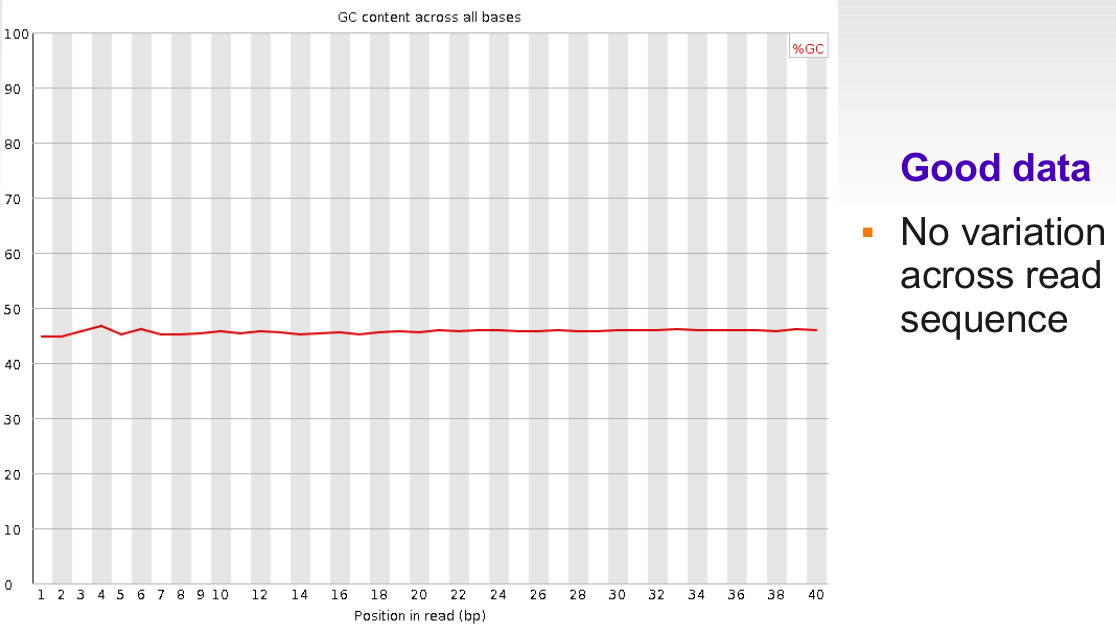 GC content across all bases
100
%GC
90
80
70
60
50
40
30
20
10
0
1 2 3 4 5 6 7 8 9 10 12 14 16 18 20 22 24 26 28 30 32 34 36 38 40
Position in read (bp)
Good data
No variation
across read
sequence